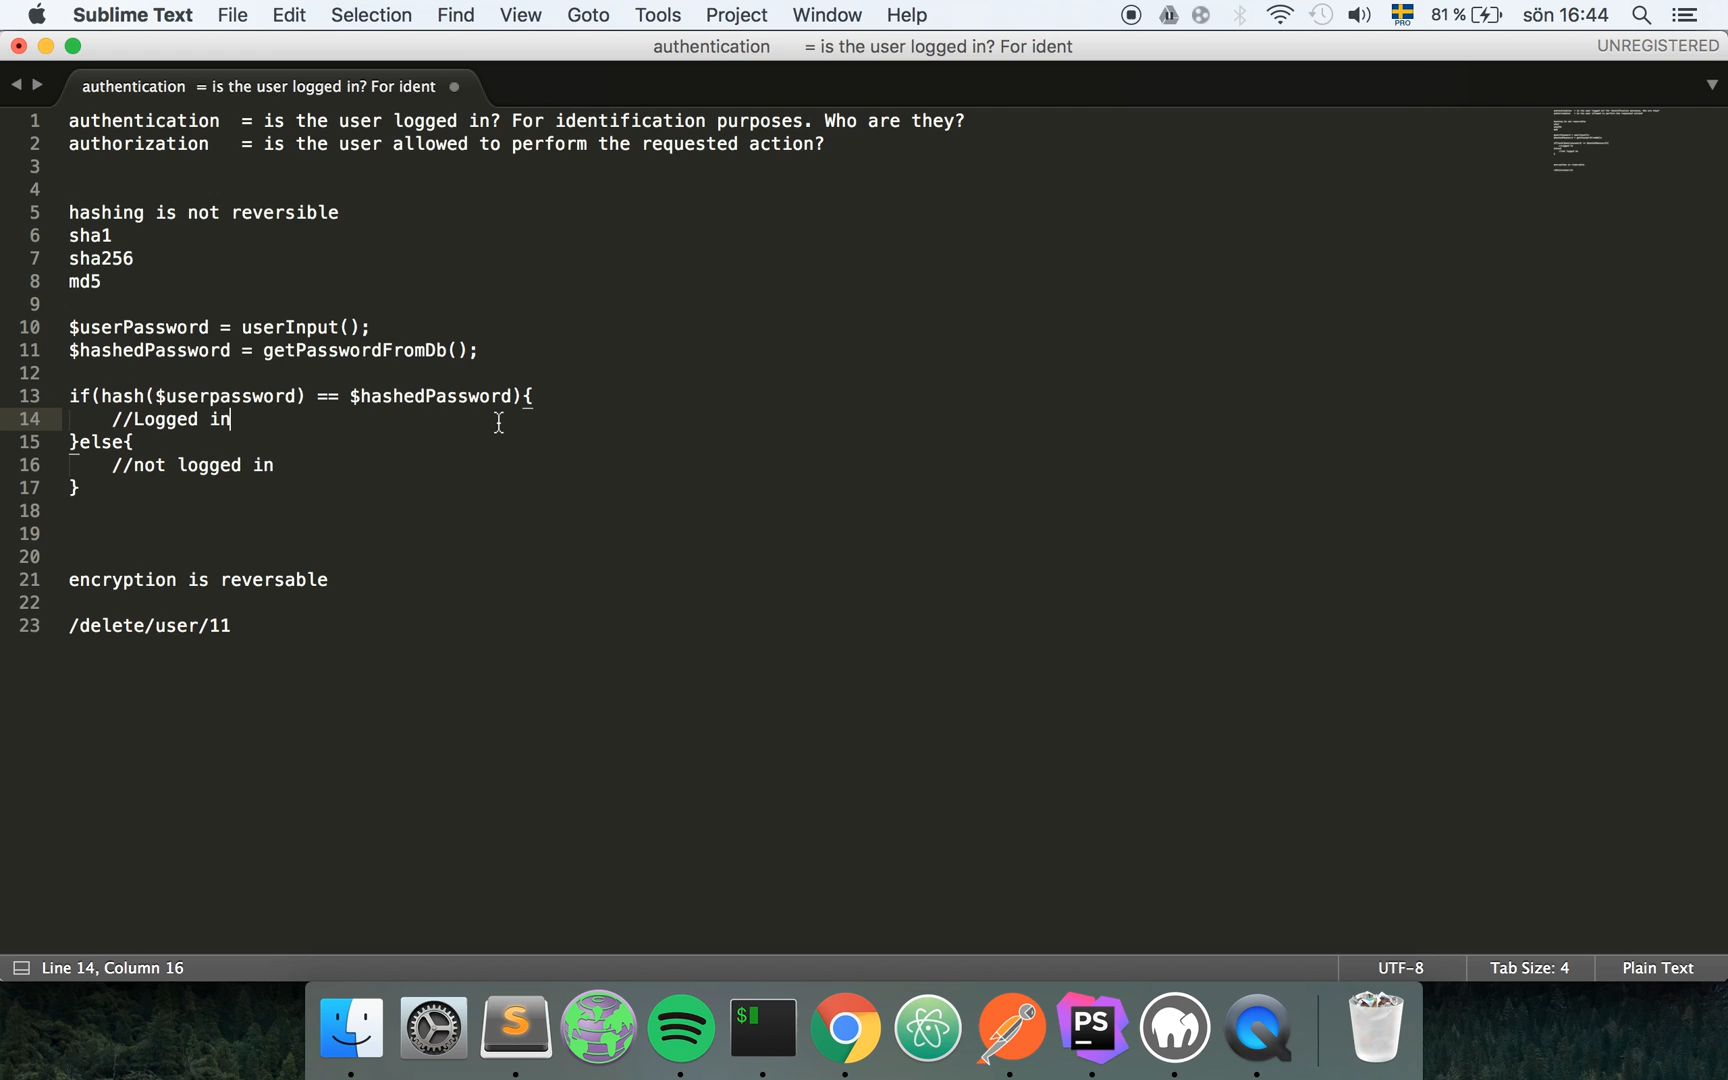 Sublime Text File Edit Selection Find View Goto Tools Project Window Help PRO 81 % sön 16:44
authentication = is the user logged in? For ident UNREGISTERED
authentication = is the user logged in? For ident
1 authentication = is the user logged in? For identification purposes. Who are they?
2 authorization = is the user allowed to perform the requested action?
3
4
5 hashing is not reversible
6 sha1
7 sha256
8 md5
9
10 $userPassword = userInput();
11 $hashedPassword = getPasswordFromDb();
12
13 if(hash($userpassword) == $hashedPassword){
14 //Logged in
15 }else{
16 //not logged in
17 }
18
19
20
21 encryption is reversable
22
23 /delete/user/11
Line 14, Column 16 UTF-8 Tab Size: 4 Plain Text
S $ PS